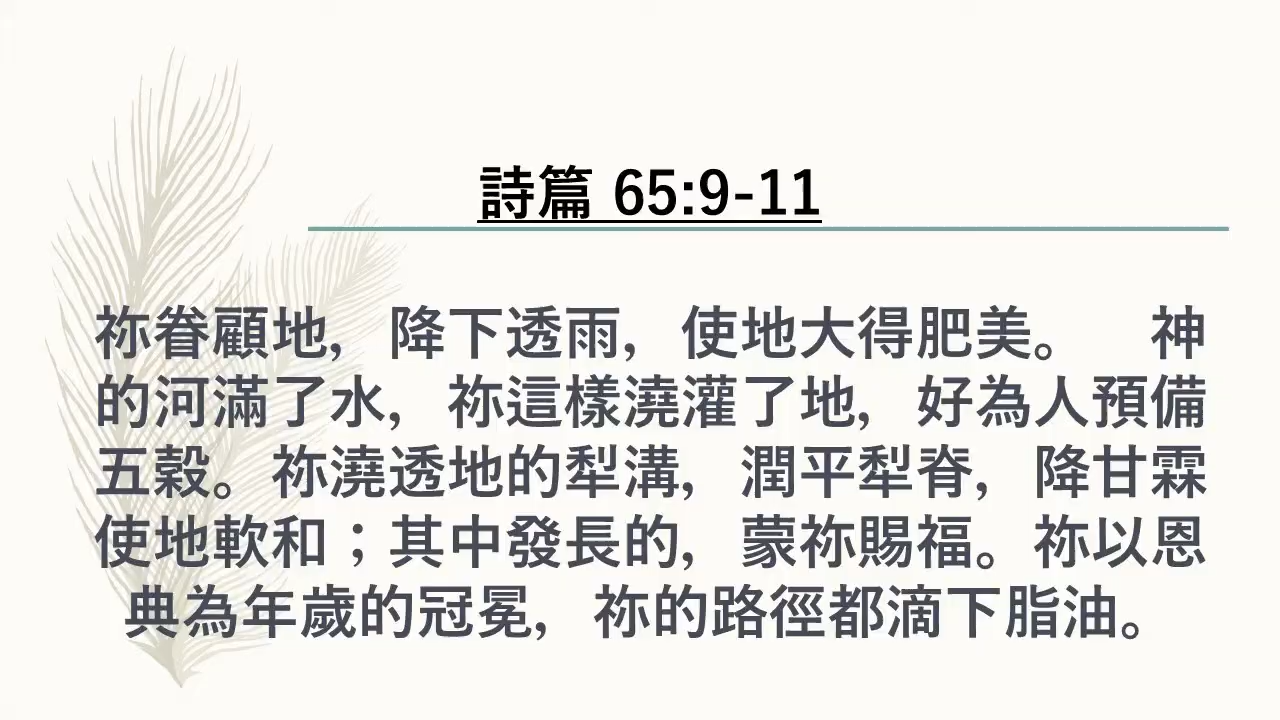 詩篇 65:9-11
祢眷顧地，降下透雨，使地大得肥美。　神
的河滿了水，祢這樣澆灌了地，好為人預備
五穀。祢澆透地的犁溝，潤平犁脊，降甘霖
使地軟和；其中發長的，蒙祢賜福。祢以恩
典為年歲的冠冕，祢的路徑都滴下脂油。